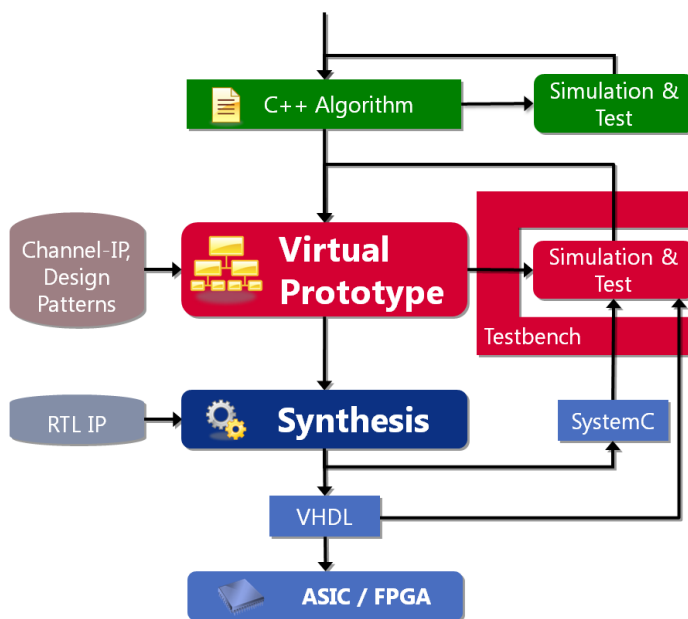 C++ Algorithm
Simulation &
Test
Channel-IP,
Design
Patterns
Virtual
Prototype
Simulation &
Test
Testbench
RTL IP
Synthesis
SystemC
VHDL
ASIC / FPGA